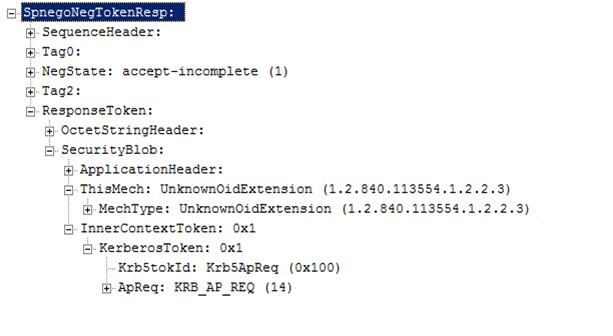 SpnegoNegTokenResp:
SequenceHeader:
Tag0:
NegState: accept-incomplete (1)
Tag2:
ResponseToken:
OctetStringHeader:
SecurityBlob:
ApplicationHeader:
ThisMech: UnknownOidExtension (1.2.840.113554.1.2.2.3)
MechType: UnknownOidExtension (1.2.840.113554.1.2.2.3)
InnerContextToken: 0x1
KerberosToken: 0x1
Krb5tokId: Krb5ApReq (0x100)
ApReq: KRB_AP_REQ (14)